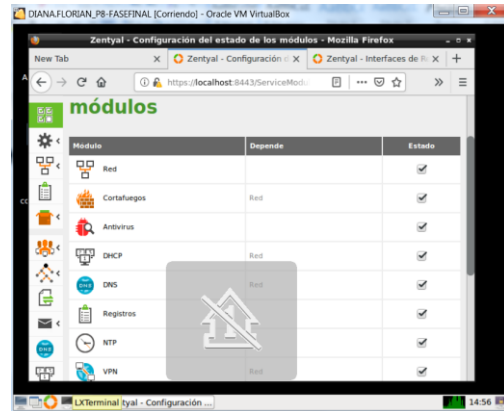 DIANA.FLORIAN_P8-FASEFINAL [Corriendo] - Oracle VM VirtualBox
Zentyal - Configuración del estado de los módulos - Mozilla Firefox
New Tab
Zentyal - Configuración
Zentyal - Interfaces de
https://localhost:8443/ServiceModu
módulos
Módulo Depende Estado
Red
Cortafuegos Red
Antivirus
DHCP Red
DNS Red
Registros
NTP
VPN Red
LXTerminal tyal - Configuración ...
14:56